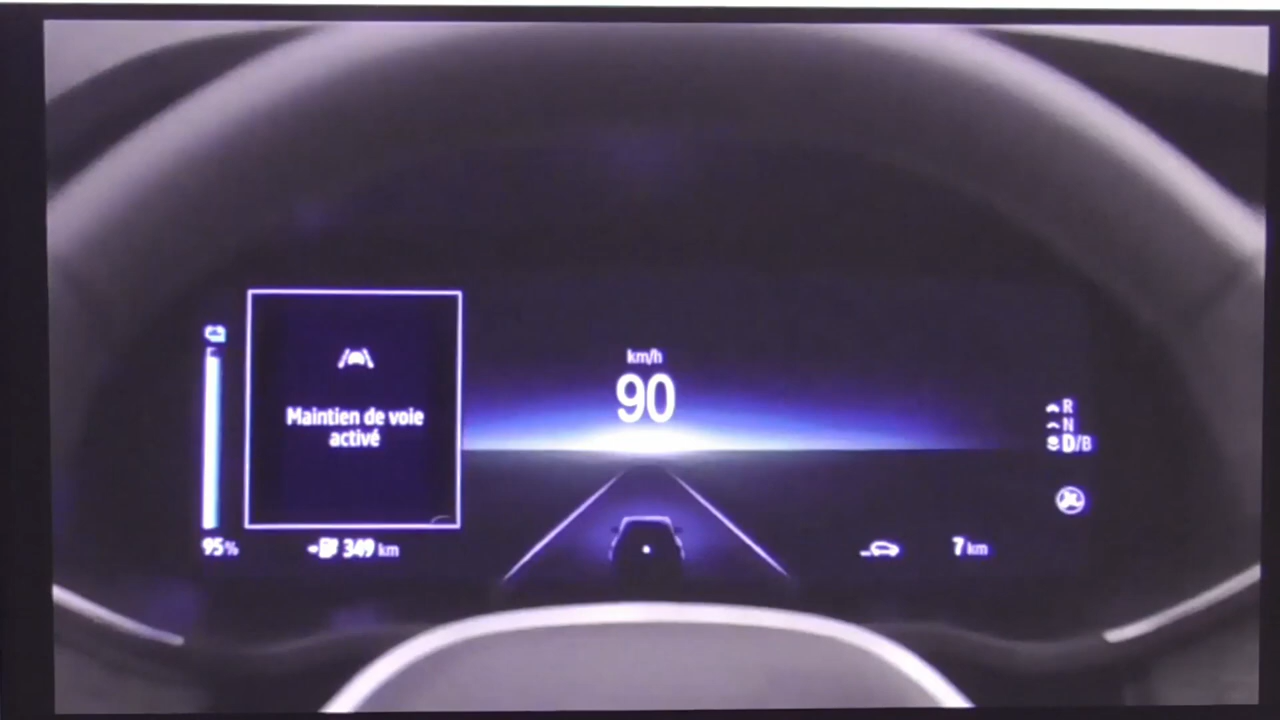 km/h
90
Maintien de voie
activé
R
N
D/B
95%
349 km
7 km